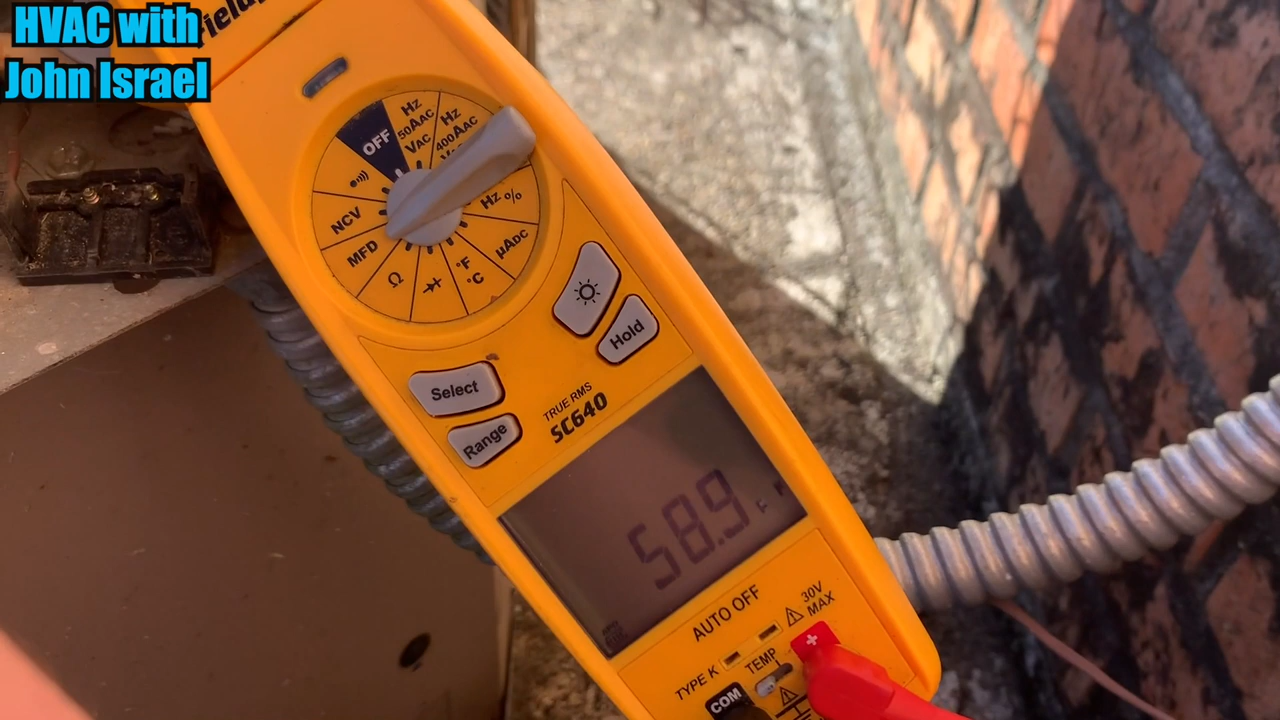 HVAC with
John Israel
OFF
Hz
50AAC
VAC
Hz
400AAC
Hz %
µADC
°F
°C
Ω
MFD
NCV
Hold
Select
Range
TRUE RMS
SC640
58.9
F
AUTO OFF
30V
MAX
TYPE K
TEMP
COM